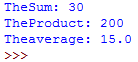 TheSum: 30
TheProduct: 200
Theaverage: 15.0
>>>